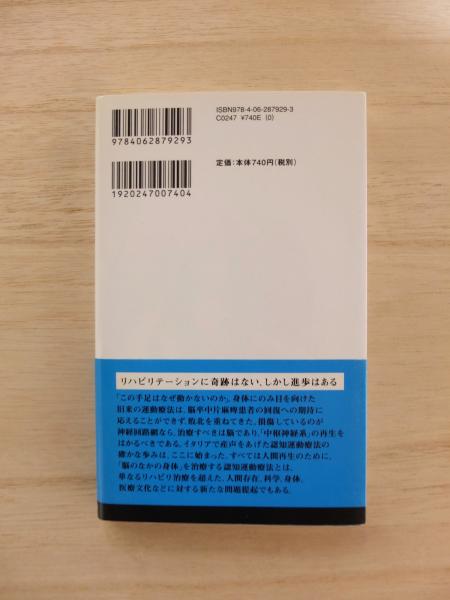 ISBN978-4-06-287929-3
C0247 ¥740E (0)
9784062879293
定価：本体740円（税別）
1920247007404
リハビリテーションに奇跡はない、しかし進歩はある
「この手足はなぜ動かないのか」。身体にのみ目を向けた
旧来の運動療法は、脳卒中片麻痺患者の回復への期待に
応えることができず、敗北を重ねてきた。損傷しているのが
神経回路網なら、治療すべきは脳であり、「中枢神経系」の再生を
はかるべきである。イタリアで産声をあげた認知運動療法の
確かな歩みは、ここに始まった。すべては人間再生のために。
「脳のなかの身体」を治療する認知運動療法とは、
単なるリハビリ治療を超えた、人間存在、科学、身体、
医療文化などに対する新たな問題提起でもある。